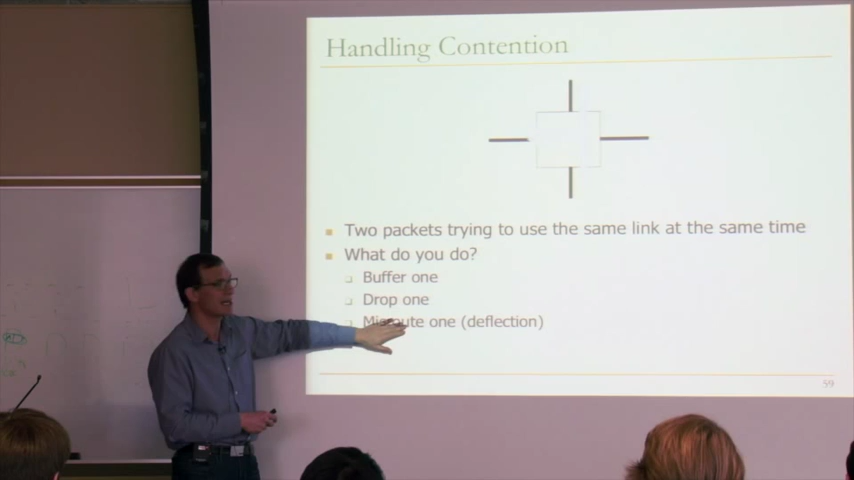 Handling Contention
Two packets trying to use the same link at the same time
What do you do?
Buffer one
Drop one
Misroute one (deflection)
59